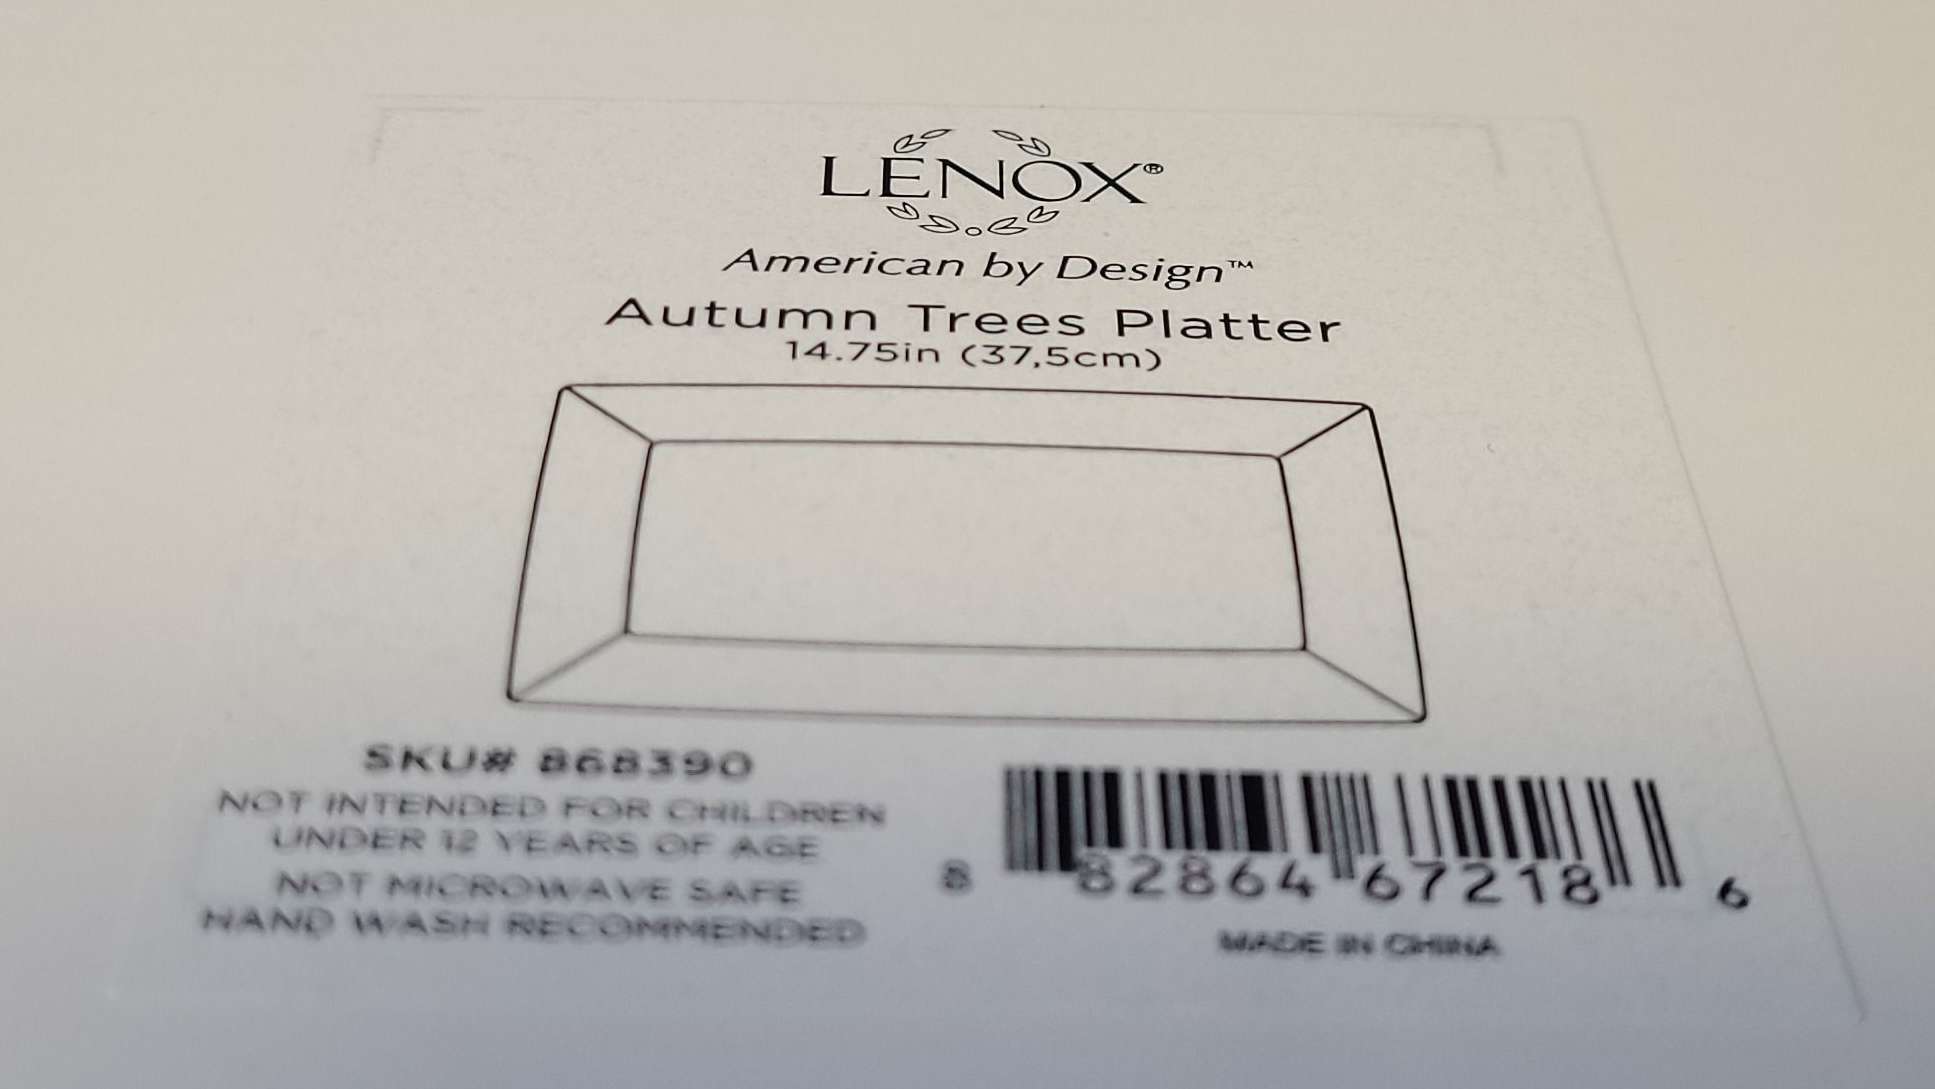 LENOX®
American by Design™
Autumn Trees Platter
14.75in (37,5cm)
SKU# 868390
NOT INTENDED FOR CHILDREN
UNDER 12 YEARS OF AGE
NOT MICROWAVE SAFE
HAND WASH RECOMMENDED
8 82864 67218 6
MADE IN CHINA